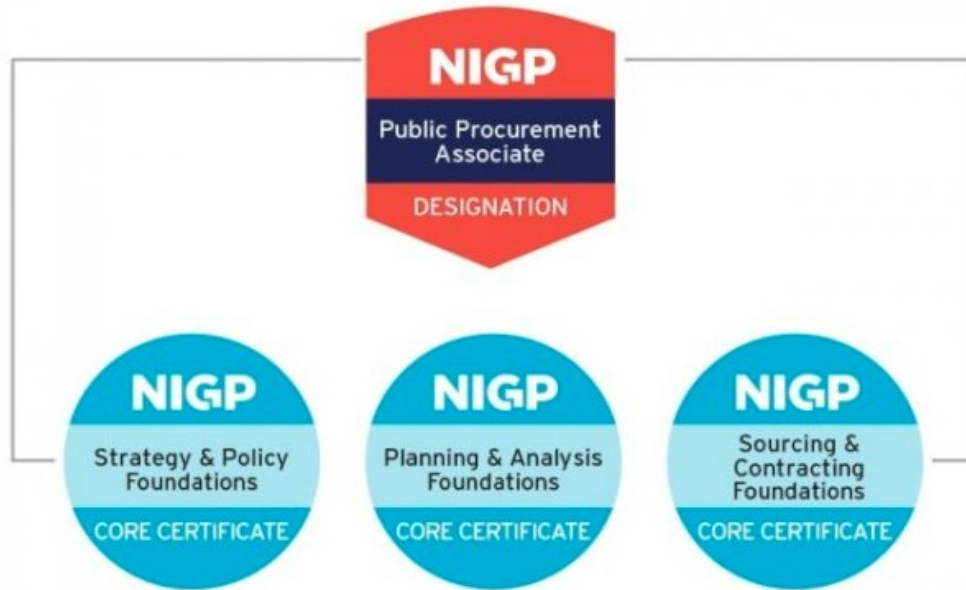 NIGP
Public Procurement
Associate
DESIGNATION
NIGP
Strategy & Policy
Foundations
CORE CERTIFICATE
NIGP
Planning & Analysis
Foundations
CORE CERTIFICATE
NIGP
Sourcing &
Contracting
Foundations
CORE CERTIFICATE